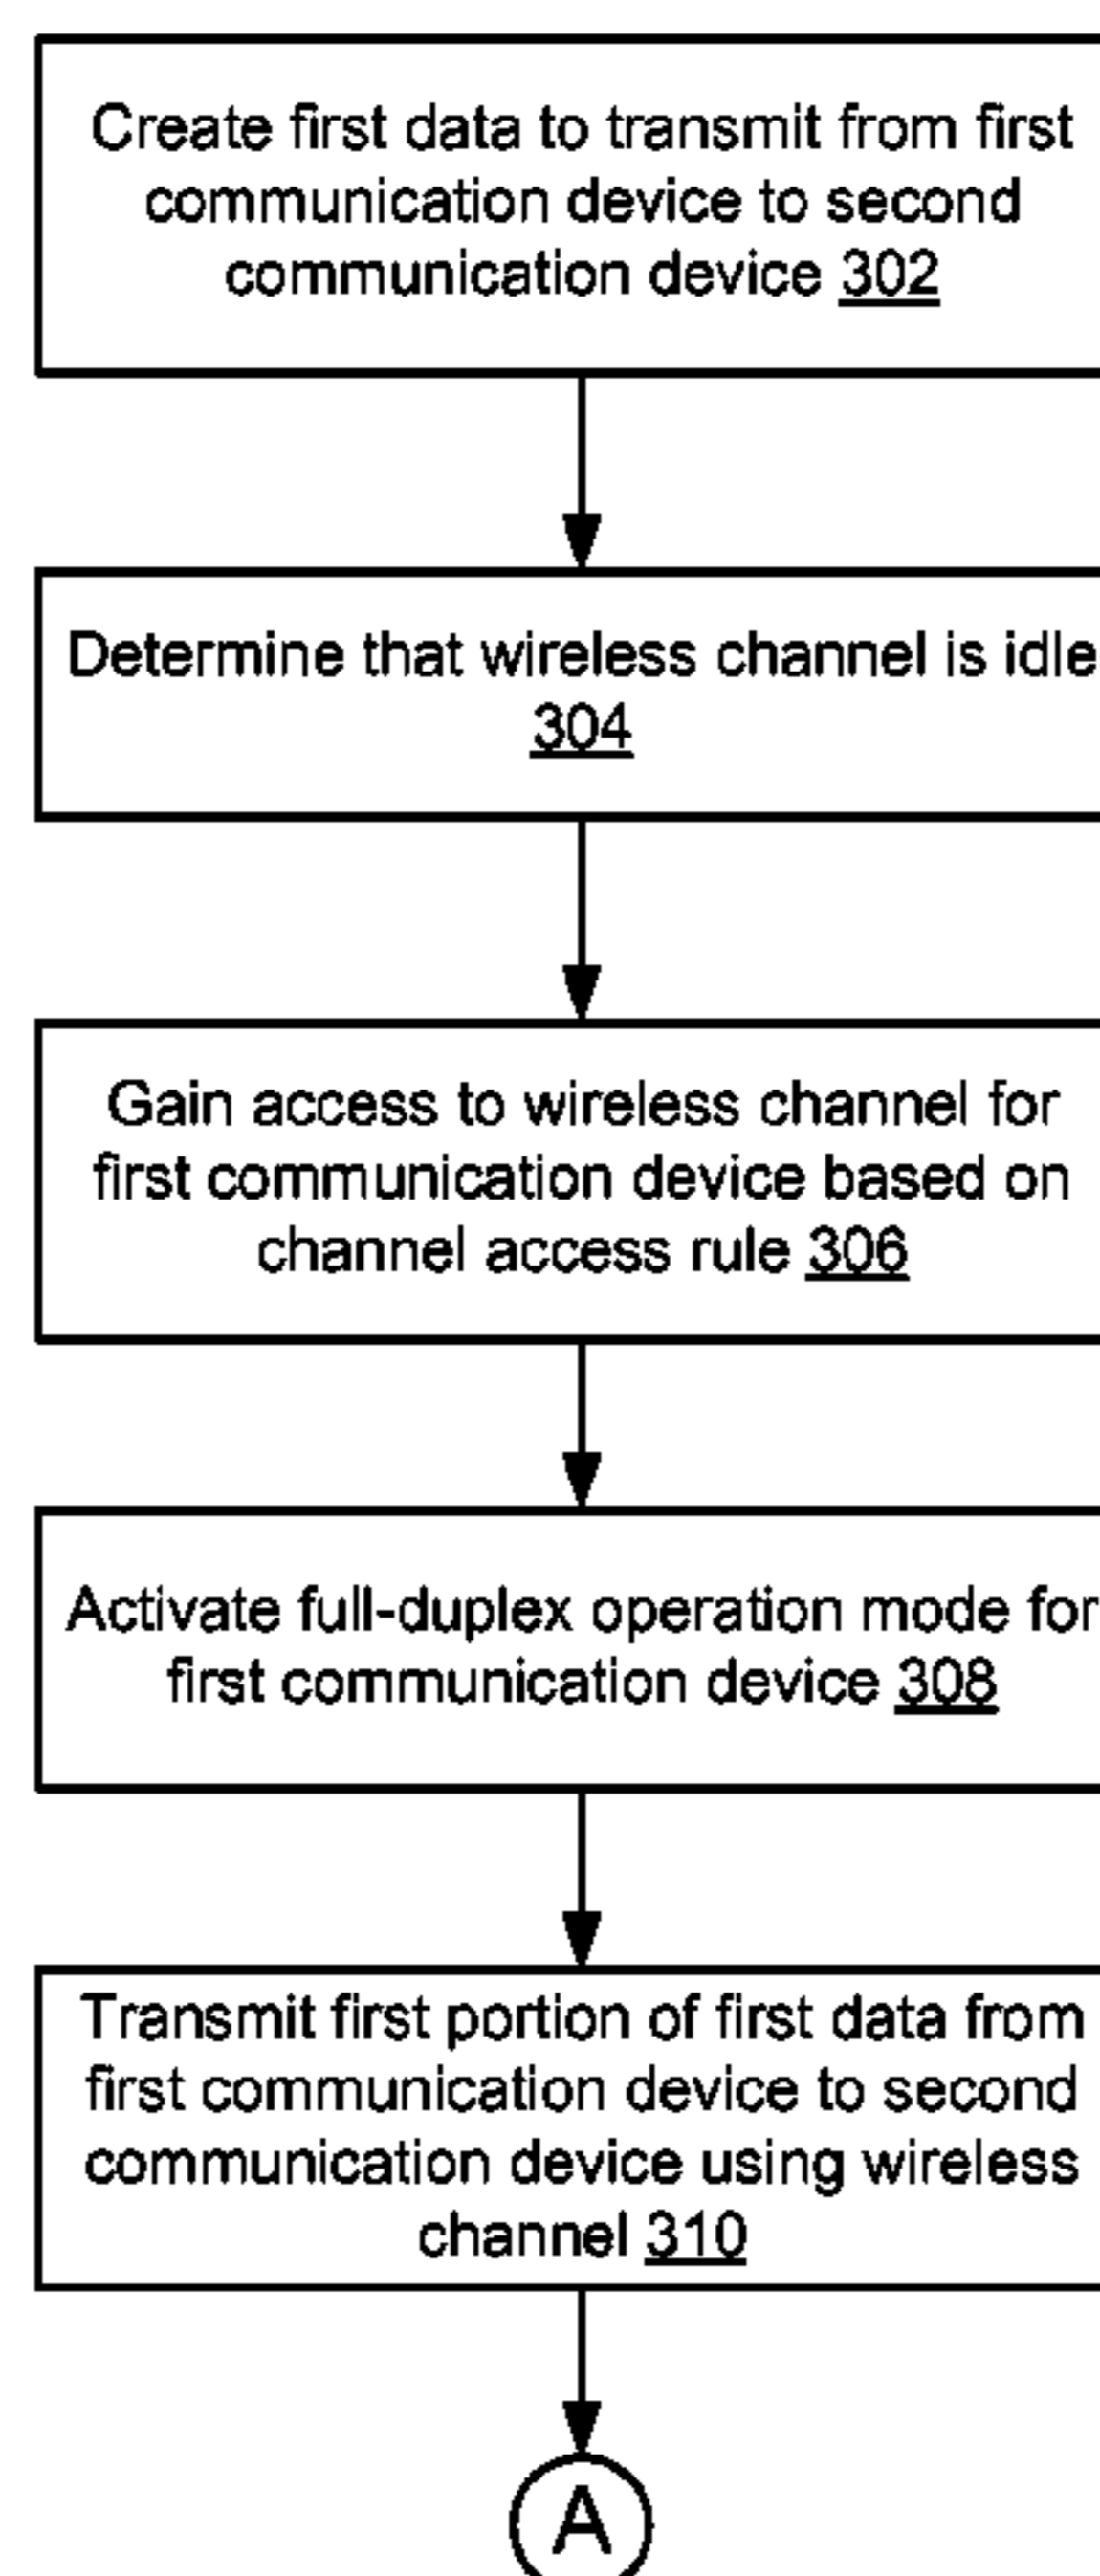 Create first data to transmit from first
communication device to second
communication device 302
Determine that wireless channel is idle
304
Gain access to wireless channel for
first communication device based on
channel access rule 306
Activate full-duplex operation mode for
first communication device 308
Transmit first portion of first data from
first communication device to second
communication device using wireless
channel 310
A